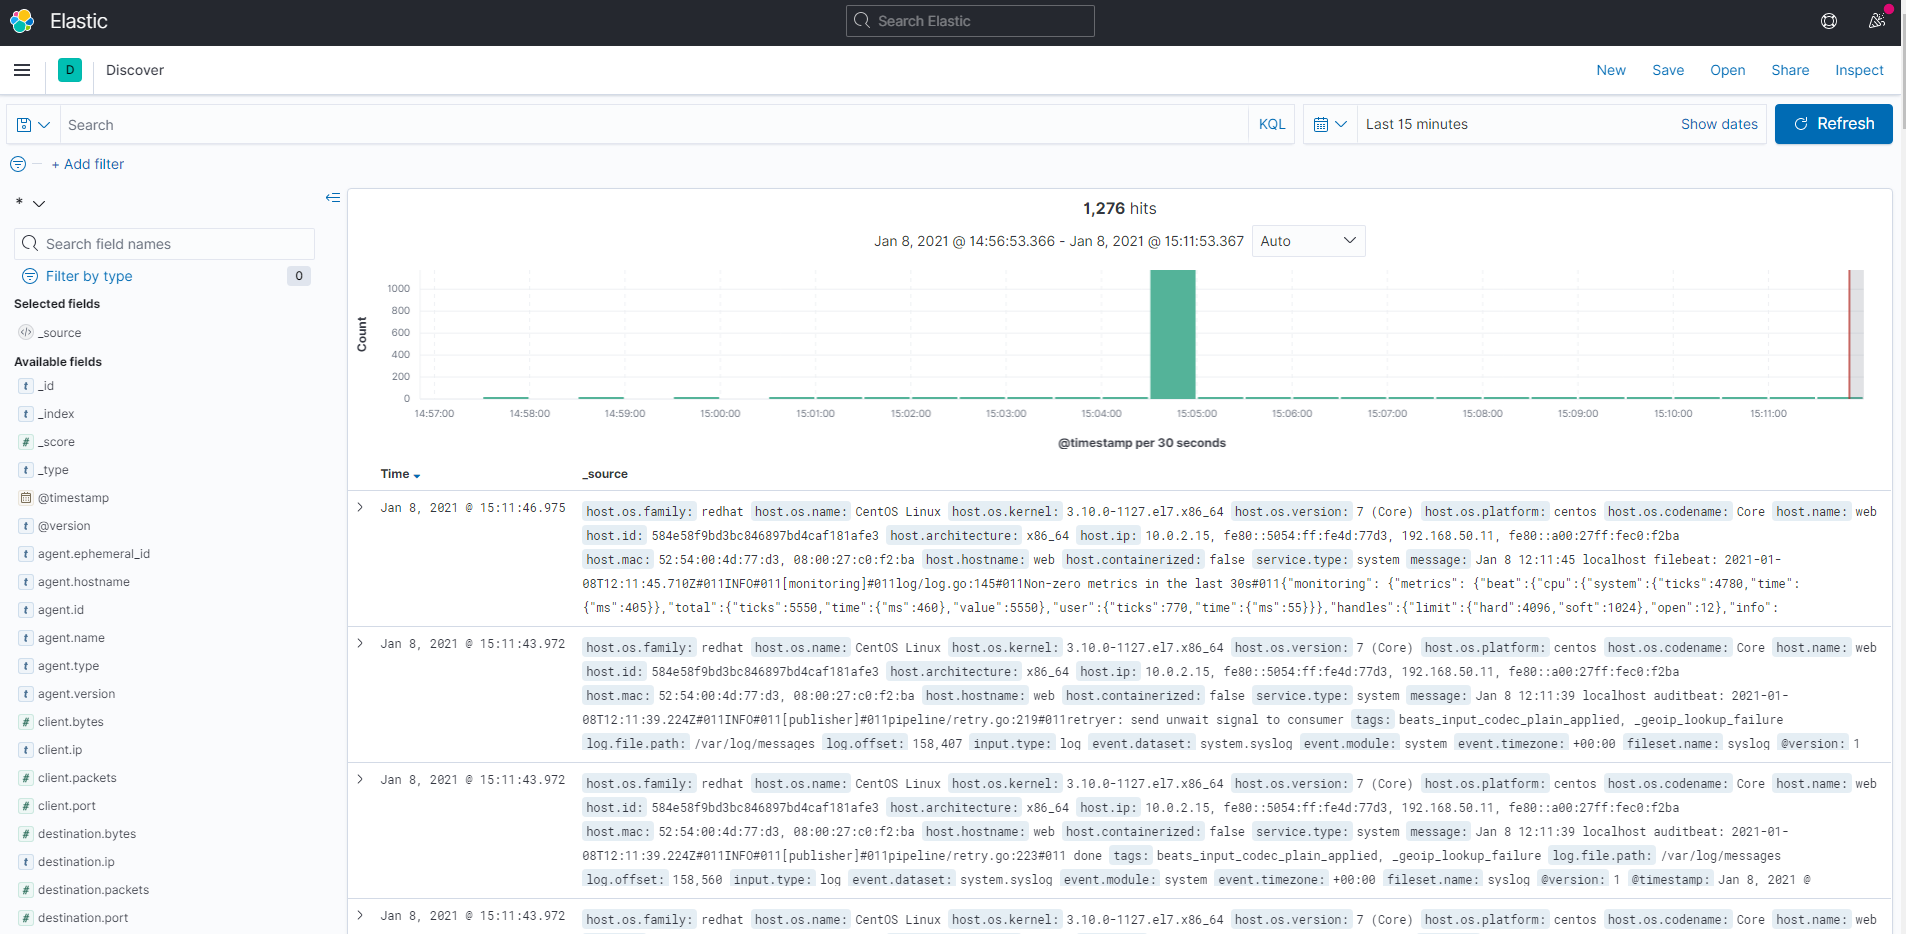 Elastic
Search Elastic
D
Discover
New Save Open Share Inspect
Search
KQL
Last 15 minutes
Show dates
Refresh
+ Add filter
*
Search field names
Filter by type 0
Selected fields
_source
Available fields
t _id
t _index
# _score
t _type
@timestamp
t @version
t agent.ephemeral_id
t agent.hostname
t agent.id
t agent.name
t agent.type
t agent.version
# client.bytes
t client.ip
# client.packets
# client.port
# destination.bytes
t destination.ip
# destination.packets
# destination.port
1,276 hits
Jan 8, 2021 @ 14:56:53.366 - Jan 8, 2021 @ 15:11:53.367 Auto
Count
1000
800
600
400
200
0
14:57:00 14:58:00 14:59:00 15:00:00 15:01:00 15:02:00 15:03:00 15:04:00 15:05:00 15:06:00 15:07:00 15:08:00 15:09:00 15:10:00 15:11:00
@timestamp per 30 seconds
Time _source
Jan 8, 2021 @ 15:11:46.975 host.os.family: redhat host.os.name: CentOS Linux host.os.kernel: 3.10.0-1127.el7.x86_64 host.os.version: 7 (Core) host.os.platform: centos host.os.codename: Core host.name: web
host.id: 584e58f9bd3bc846897bd4caf181afe3 host.architecture: x86_64 host.ip: 10.0.2.15, fe80::5054:ff:fe4d:77d3, 192.168.50.11, fe80::a00:27ff:fec0:f2ba
host.mac: 52:54:00:4d:77:d3, 08:00:27:c0:f2:ba host.hostname: web host.containerized: false service.type: system message: Jan 8 12:11:45 localhost filebeat: 2021-01-
08T12:11:45.710Z#011INFO#011[monitoring]#011log/log.go:145#011Non-zero metrics in the last 30s#011{"monitoring": {"metrics": {"beat":{"cpu":{"system":{"ticks":4780,"time":
{"ms":405}},"total":{"ticks":5550,"time":{"ms":460},"value":5550},"user":{"ticks":770,"time":{"ms":55}}},"handles":{"limit":{"hard":4096,"soft":1024},"open":12},"info":
Jan 8, 2021 @ 15:11:43.972 host.os.family: redhat host.os.name: CentOS Linux host.os.kernel: 3.10.0-1127.el7.x86_64 host.os.version: 7 (Core) host.os.platform: centos host.os.codename: Core host.name: web
host.id: 584e58f9bd3bc846897bd4caf181afe3 host.architecture: x86_64 host.ip: 10.0.2.15, fe80::5054:ff:fe4d:77d3, 192.168.50.11, fe80::a00:27ff:fec0:f2ba
host.mac: 52:54:00:4d:77:d3, 08:00:27:c0:f2:ba host.hostname: web host.containerized: false service.type: system message: Jan 8 12:11:39 localhost auditbeat: 2021-01-
08T12:11:39.224Z#011INFO#011[publisher]#011pipeline/retry.go:219#011retryer: send unwait signal to consumer tags: beats_input_codec_plain_applied, _geoip_lookup_failure
log.file.path: /var/log/messages log.offset: 158,407 input.type: log event.dataset: system.syslog event.module: system event.timezone: +00:00 fileset.name: syslog @version: 1
Jan 8, 2021 @ 15:11:43.972 host.os.family: redhat host.os.name: CentOS Linux host.os.kernel: 3.10.0-1127.el7.x86_64 host.os.version: 7 (Core) host.os.platform: centos host.os.codename: Core host.name: web
host.id: 584e58f9bd3bc846897bd4caf181afe3 host.architecture: x86_64 host.ip: 10.0.2.15, fe80::5054:ff:fe4d:77d3, 192.168.50.11, fe80::a00:27ff:fec0:f2ba
host.mac: 52:54:00:4d:77:d3, 08:00:27:c0:f2:ba host.hostname: web host.containerized: false service.type: system message: Jan 8 12:11:39 localhost auditbeat: 2021-01-
08T12:11:39.224Z#011INFO#011[publisher]#011pipeline/retry.go:223#011 done tags: beats_input_codec_plain_applied, _geoip_lookup_failure log.file.path: /var/log/messages
log.offset: 158,560 input.type: log event.dataset: system.syslog event.module: system event.timezone: +00:00 fileset.name: syslog @version: 1 @timestamp: Jan 8, 2021 @
Jan 8, 2021 @ 15:11:43.972 host.os.family: redhat host.os.name: CentOS Linux host.os.kernel: 3.10.0-1127.el7.x86_64 host.os.version: 7 (Core) host.os.platform: centos host.os.codename: Core host.name: web